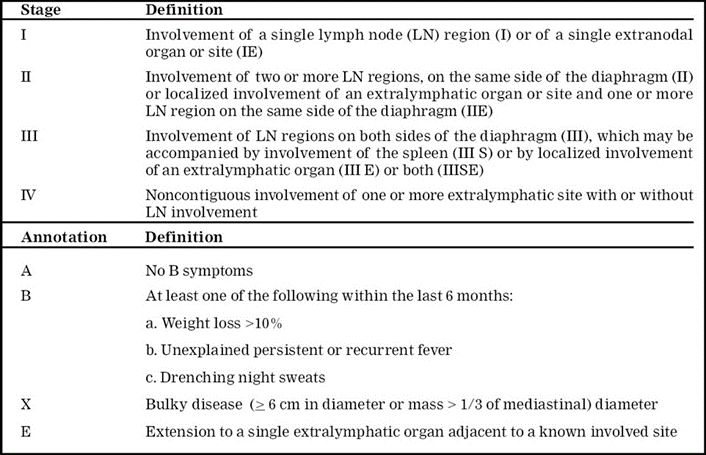 Stage Definition
I Involvement of a single lymph node (LN) region (I) or of a single extranodal
organ or site (IE)
II Involvement of two or more LN regions, on the same side of the diaphragm (II)
or localized involvement of an extralymphatic organ or site and one or more
LN region on the same side of the diaphragm (IIE)
III Involvement of LN regions on both sides of the diaphragm (III), which may be
accompanied by involvement of the spleen (III S) or by localized involvement
of an extralymphatic organ (III E) or both (IIISE)
IV Noncontiguous involvement of one or more extralymphatic site with or without
LN involvement
Annotation Definition
A No B symptoms
B At least one of the following within the last 6 months:
a. Weight loss >10%
b. Unexplained persistent or recurrent fever
c. Drenching night sweats
X Bulky disease (≥ 6 cm in diameter or mass > 1/3 of mediastinal) diameter
E Extension to a single extralymphatic organ adjacent to a known involved site